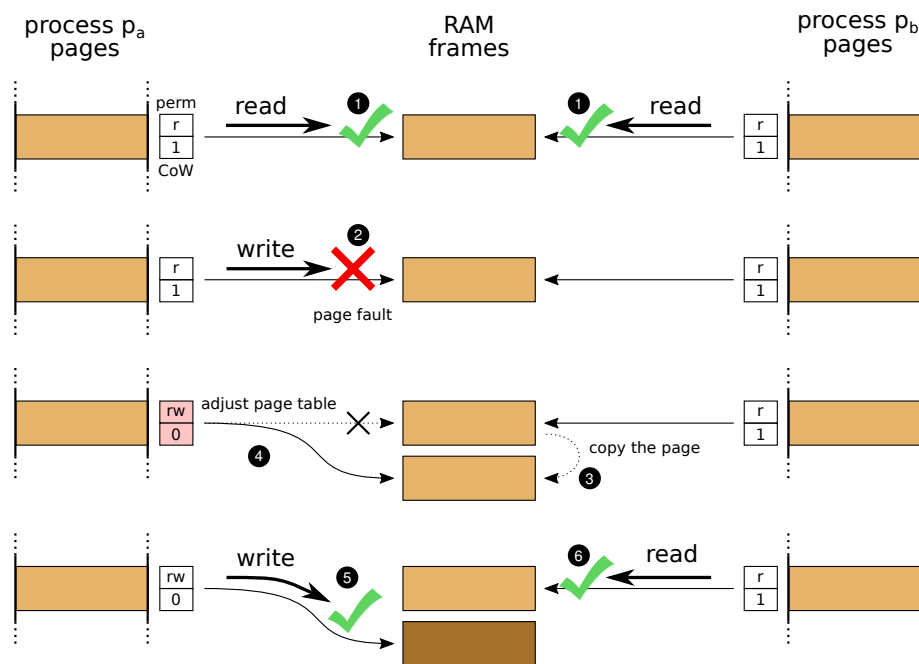 process pa
pages
RAM
frames
process pb
pages
perm
r
1
CoW
read
1
1
read
r
1
r
1
write
2
page fault
r
1
rw
0
adjust page table
4
copy the page
3
r
1
rw
0
write
5
6
read
r
1